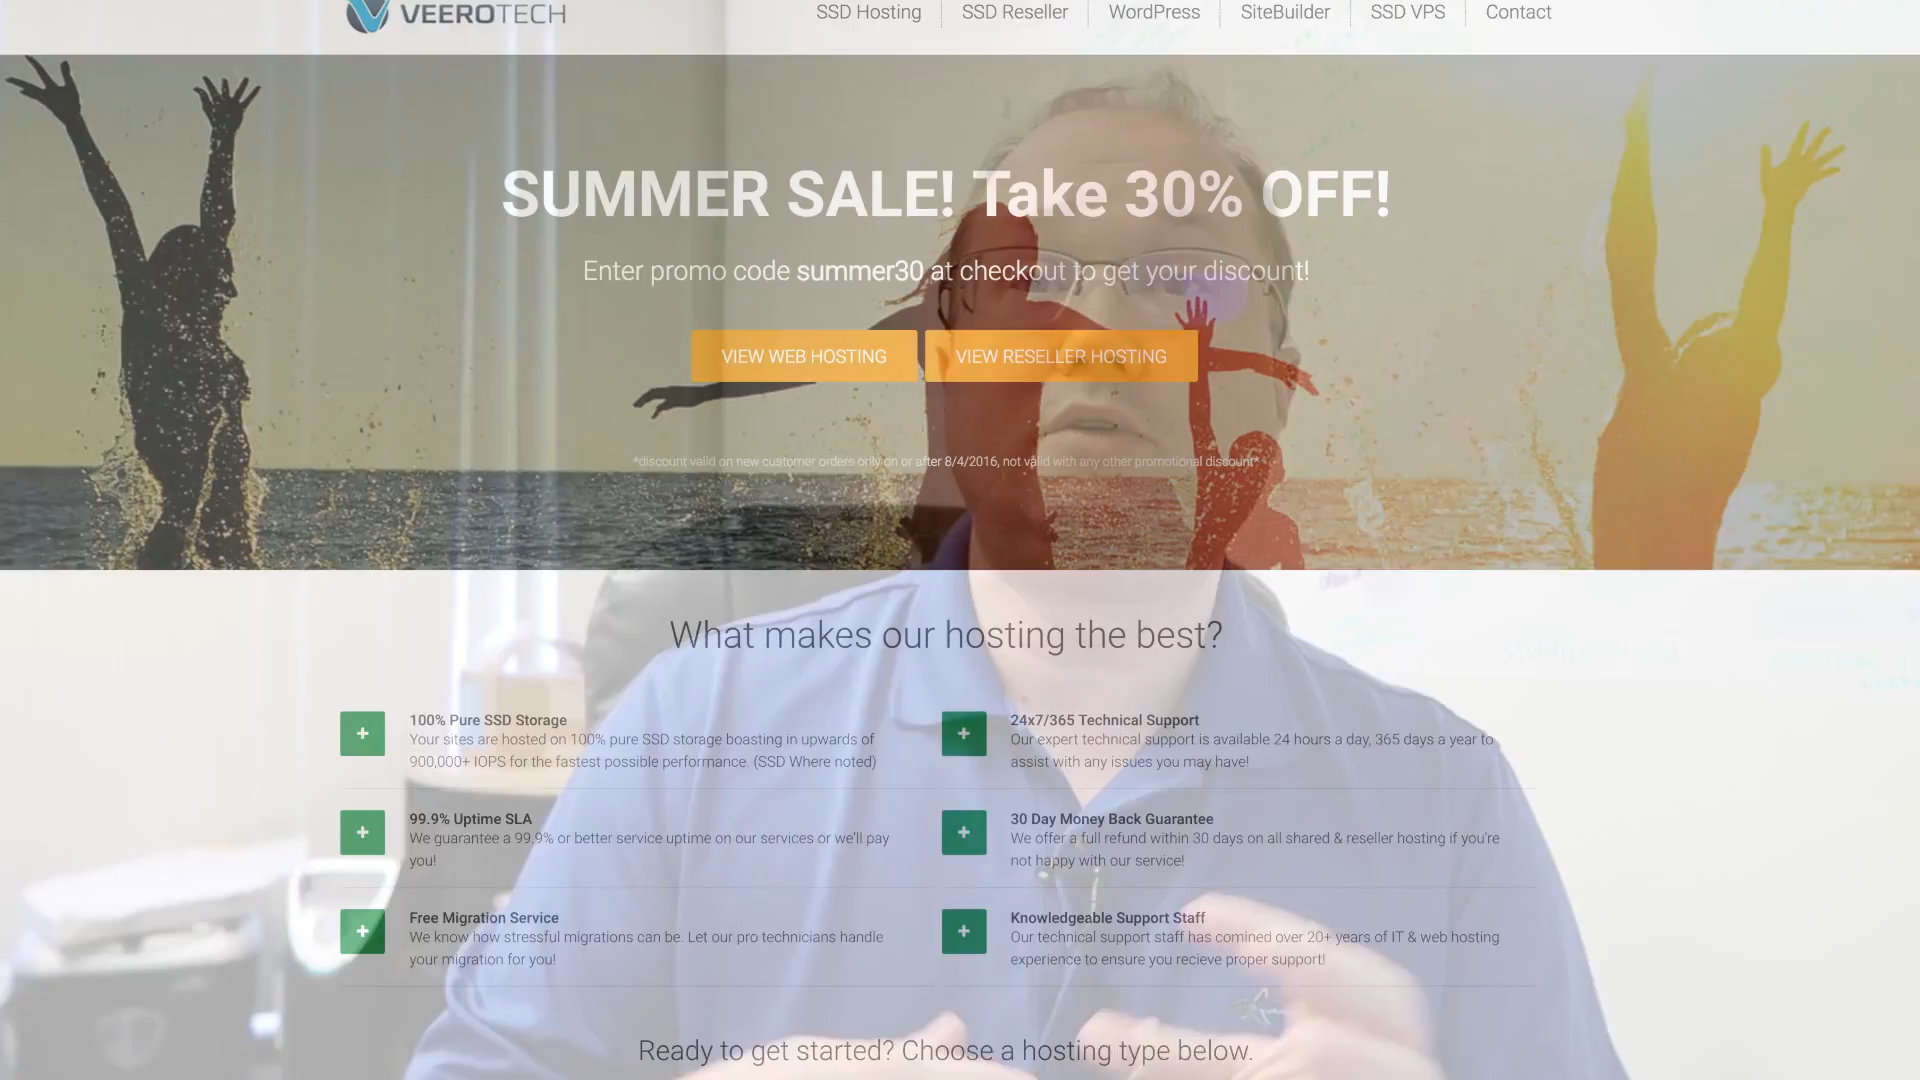 VEEROTECH
SSD Hosting
SSD Reseller
WordPress
SiteBuilder
SSD VPS
Contact
SUMMER SALE! Take 30% OFF!
Enter promo code summer30 at checkout to get your discount!
VIEW WEB HOSTING
VIEW RESELLER HOSTING
*discount valid on new customer orders only on or after 8/4/2016, not valid with any other promotional discount*
What makes our hosting the best?
100% Pure SSD Storage
Your sites are hosted on 100% pure SSD storage boasting in upwards of
900,000+ IOPS for the fastest possible performance. (SSD Where noted)
24x7/365 Technical Support
Our expert technical support is available 24 hours a day, 365 days a year to
assist with any issues you may have!
99.9% Uptime SLA
We guarantee a 99.9% or better service uptime on our services or we'll pay
you!
30 Day Money Back Guarantee
We offer a full refund within 30 days on all shared & reseller hosting if you're
not happy with our service!
Free Migration Service
We know how stressful migrations can be. Let our pro technicians handle
your migration for you!
Knowledgeable Support Staff
Our technical support staff has comined over 20+ years of IT & web hosting
experience to ensure you recieve proper support!
Ready to get started? Choose a hosting type below.